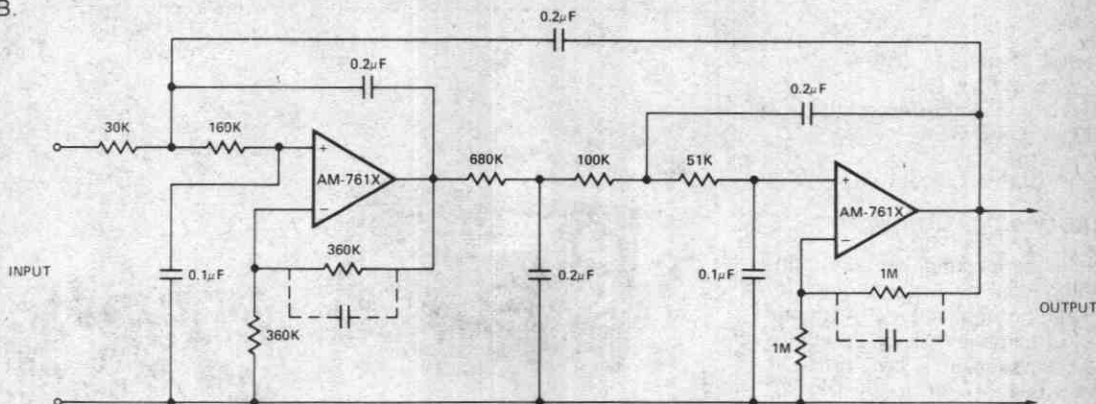 B.
0.2µF
0.2µF
0.2µF
30K
160K
680K
100K
51K
+
AM-761X
−
+
AM-761X
−
360K
1M
INPUT
0.1µF
0.2µF
0.1µF
OUTPUT
360K
1M